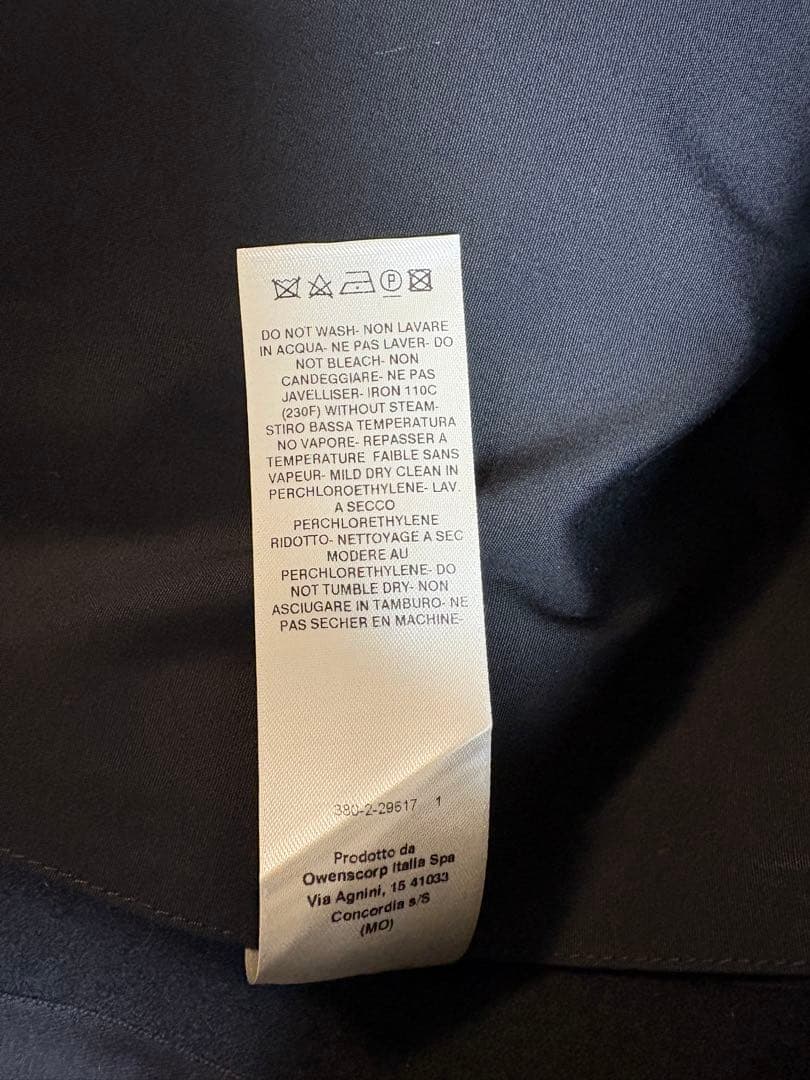 P
DO NOT WASH- NON LAVARE
IN ACQUA- NE PAS LAVER- DO
NOT BLEACH- NON
CANDEGGIARE- NE PAS
JAVELLISER- IRON 110C
(230F) WITHOUT STEAM-
STIRO BASSA TEMPERATURA
NO VAPORE- REPASSER A
TEMPERATURE FAIBLE SANS
VAPEUR- MILD DRY CLEAN IN
PERCHLOROETHYLENE- LAV.
A SECCO
PERCHLORETHYLENE
RIDOTTO- NETTOYAGE A SEC
MODERE AU
PERCHLORETHYLENE- DO
NOT TUMBLE DRY- NON
ASCIUGARE IN TAMBURO- NE
PAS SECHER EN MACHINE-
380-2-29617 1
Prodotto da
Owenscorp Italia Spa
Via Agnini, 15 41033
Concordia s/S
(MO)